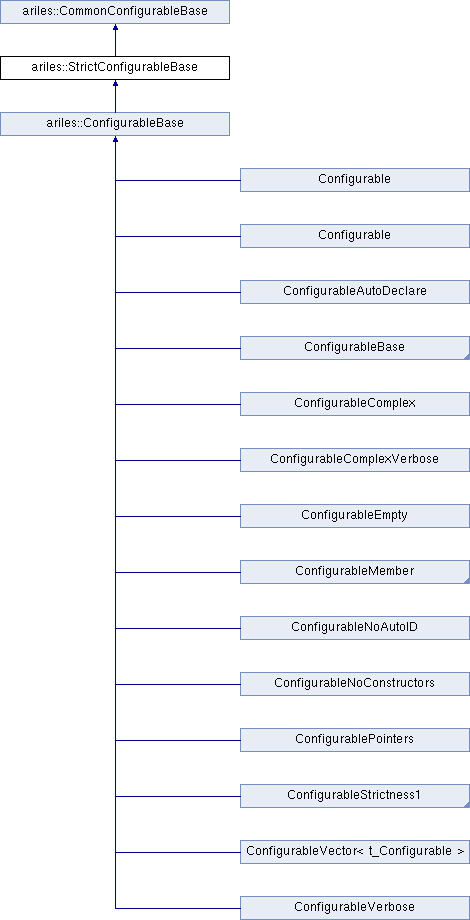 ariles::CommonConfigurableBase
ariles::StrictConfigurableBase
ariles::ConfigurableBase
Configurable
Configurable
ConfigurableAutoDeclare
ConfigurableBase
ConfigurableComplex
ConfigurableComplexVerbose
ConfigurableEmpty
ConfigurableMember
ConfigurableNoAutoID
ConfigurableNoConstructors
ConfigurablePointers
ConfigurableStrictness1
ConfigurableVector< t_Configurable >
ConfigurableVerbose